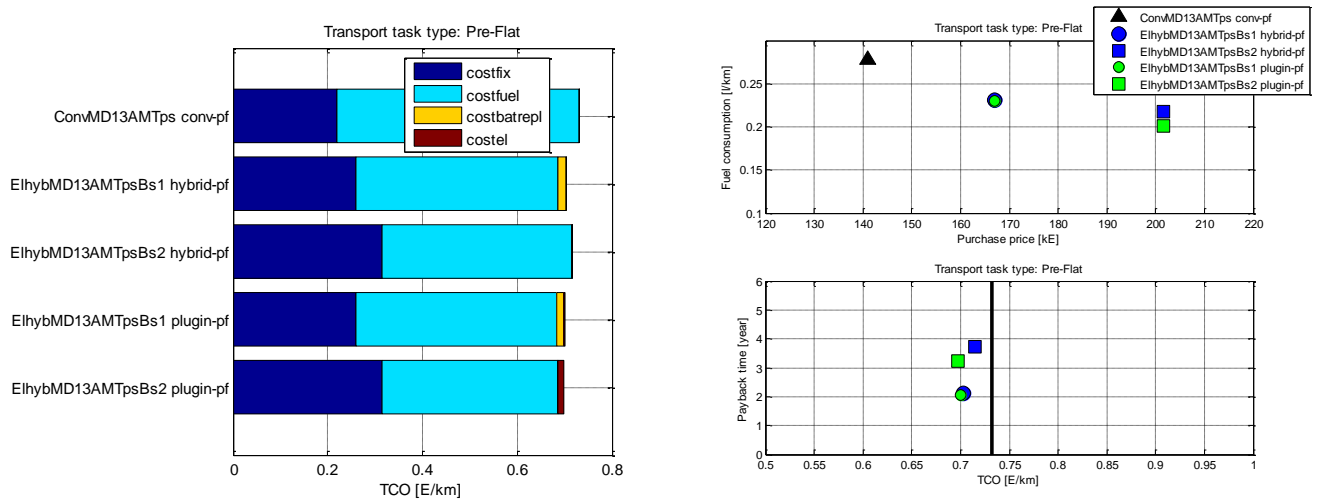 Transport task type: Pre-Flat
costfix
costfuel
costbatrepl
costel
ConvMD13AMTps conv-pf
ElhybMD13AMTpsBs1 hybrid-pf
ElhybMD13AMTpsBs2 hybrid-pf
ElhybMD13AMTpsBs1 plugin-pf
ElhybMD13AMTpsBs2 plugin-pf
0 0.2 0.4 0.6 0.8
TCO [E/km]
Transport task type: Pre-Flat
ConvMD13AMTps conv-pf
ElhybMD13AMTpsBs1 hybrid-pf
ElhybMD13AMTpsBs2 hybrid-pf
ElhybMD13AMTpsBs1 plugin-pf
ElhybMD13AMTpsBs2 plugin-pf
Fuel consumption [l/km]
0.25
0.2
0.15
0.1
120 130 140 150 160 170 180 190 200 210 220
Purchase price [kE]
Transport task type: Pre-Flat
Payback time [year]
6
5
4
3
2
1
0
0.5 0.55 0.6 0.65 0.7 0.75 0.8 0.85 0.9 0.95 1
TCO [E/km]